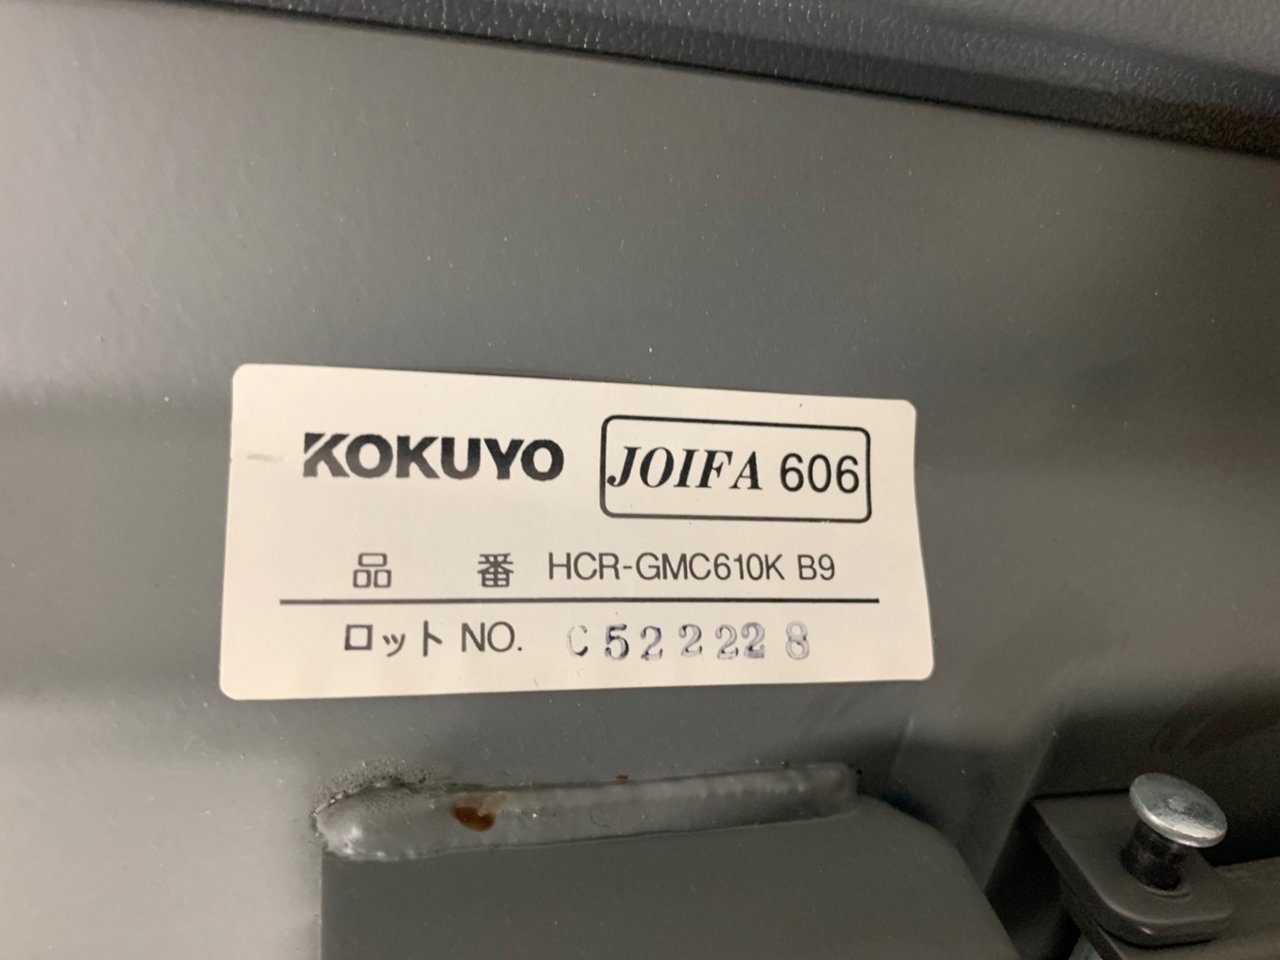 KOKUYO JOIFA 606
品 番 HCR-GMC610K B9
ロット NO. C522228